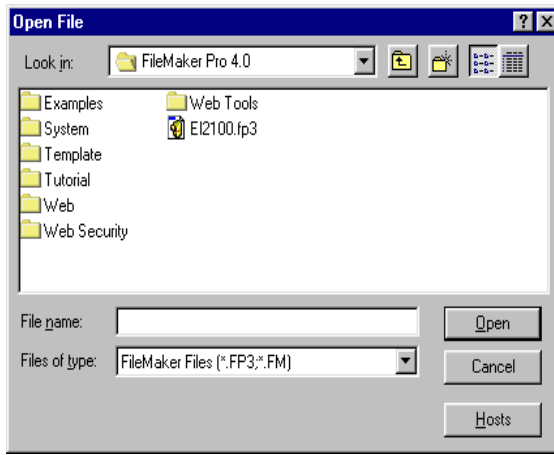 Open File
Look in: FileMaker Pro 4.0
Examples
System
Template
Tutorial
Web
Web Security
Web Tools
EI2100.fp3
File name:
Open
Files of type: FileMaker Files (*.FP3;*.FM)
Cancel
Hosts